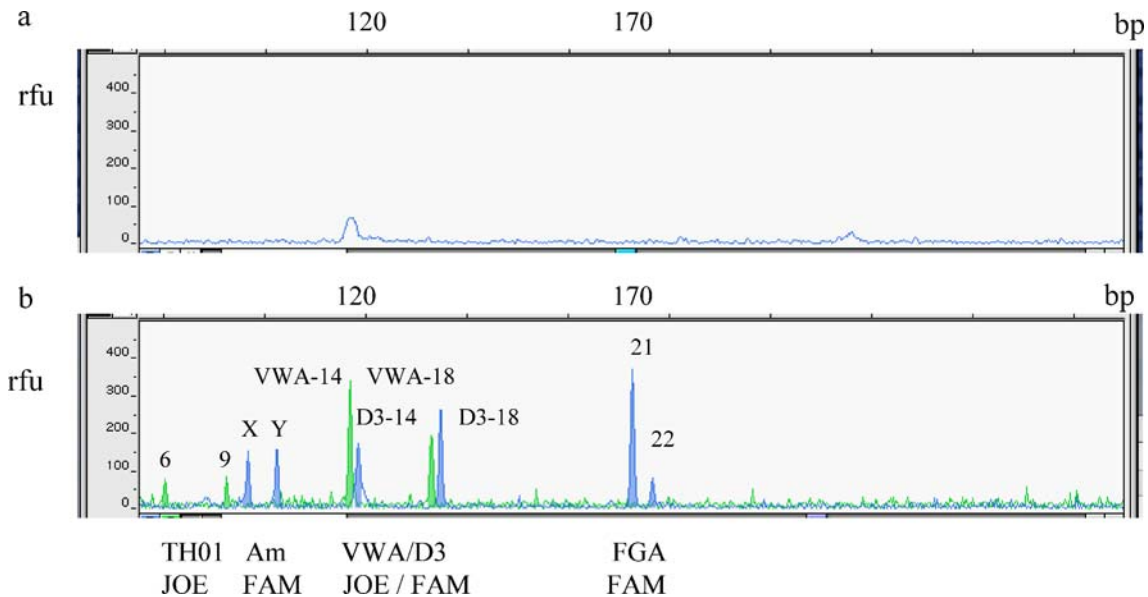 a 120 170 bp
rfu
400
300
200
100
0
b 120 170 bp
rfu
400
300
200
100
0
21
VWA-14 VWA-18
D3-14 D3-18
X Y
22
6 9
TH01 Am VWA/D3 FGA
JOE FAM JOE / FAM FAM